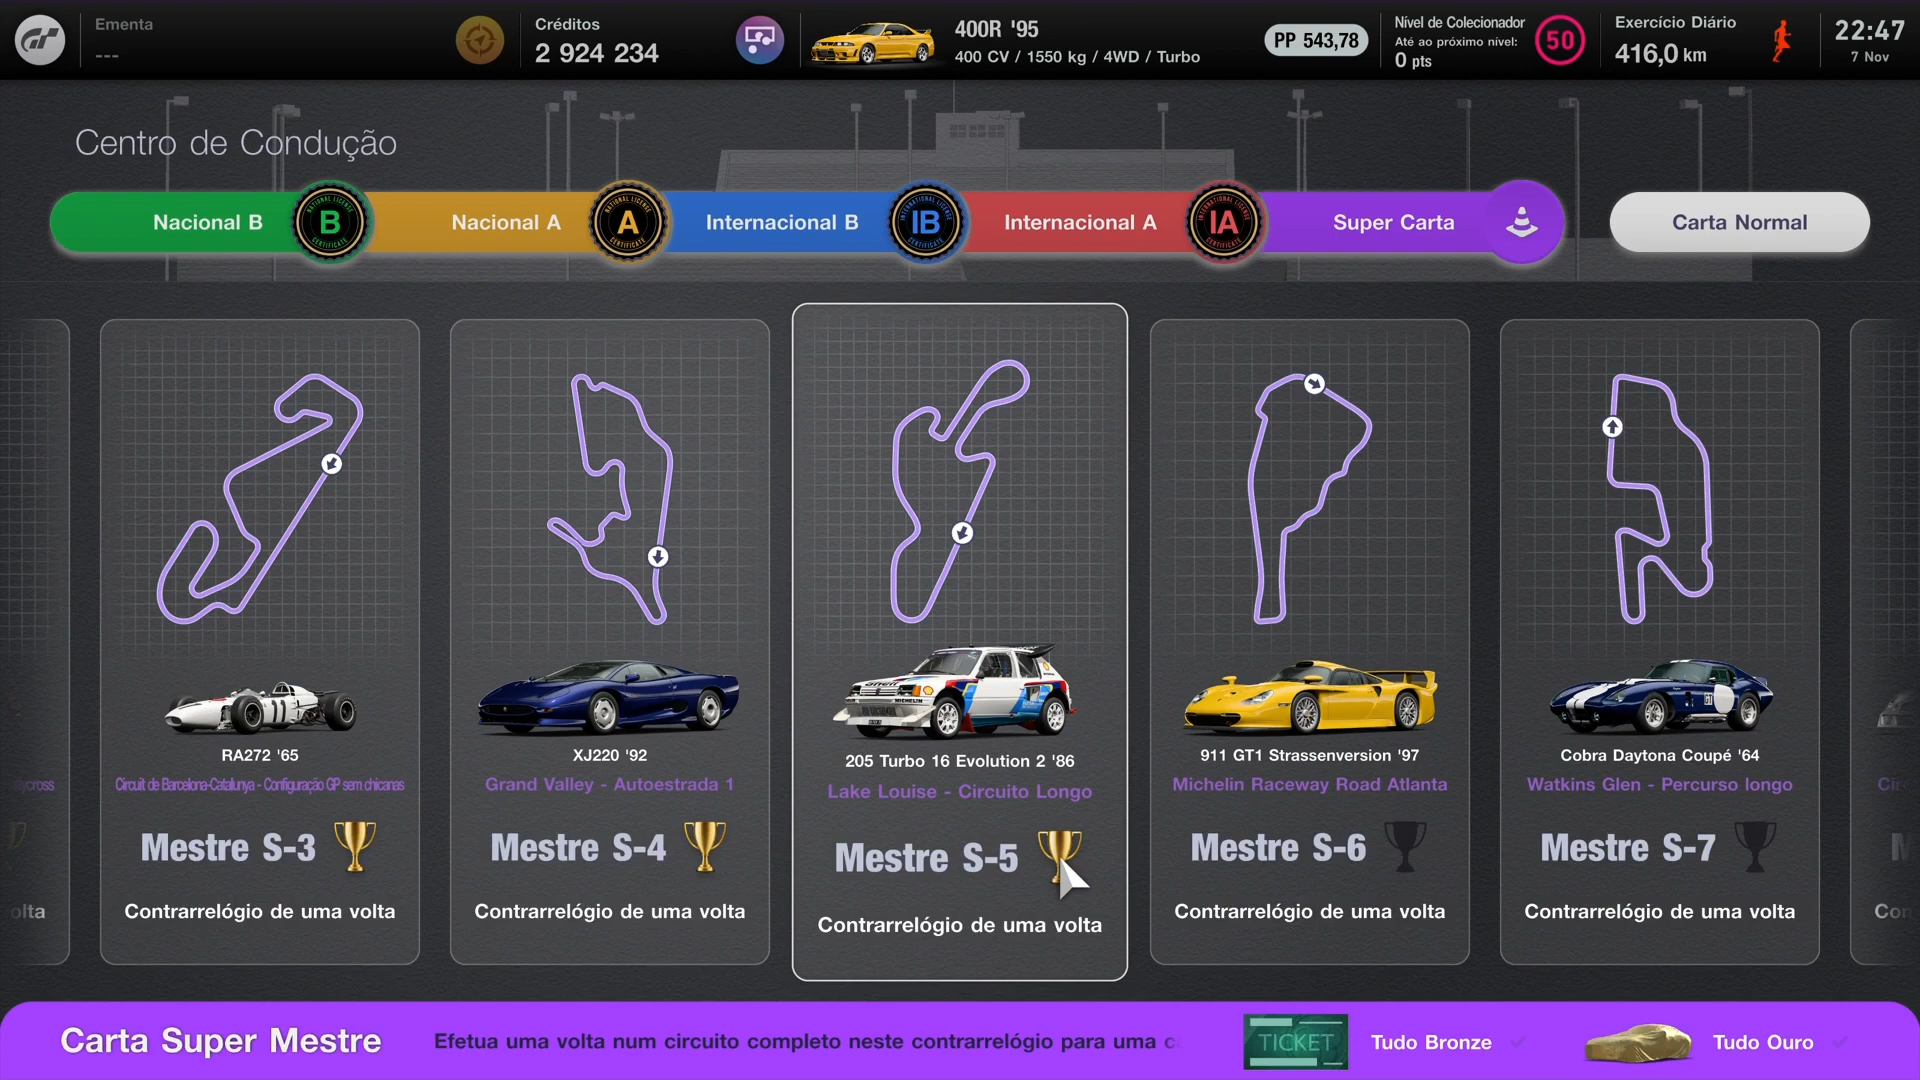 Ementa
---
Créditos
2 924 234
400R '95
400 CV / 1550 kg / 4WD / Turbo
PP 543,78
Nível de Colecionador
Até ao próximo nível:
0 pts
50
Exercício Diário
416,0 km
22:47
7 Nov
Centro de Condução
Nacional B
B
Nacional A
A
Internacional B
IB
Internacional A
IA
Super Carta
Carta Normal
RA272 '65
Circuit de Barcelona-Catalunya - Configuração GP sem chicanas
Mestre S-3
Contrarrelógio de uma volta
XJ220 '92
Grand Valley - Autoestrada 1
Mestre S-4
Contrarrelógio de uma volta
205 Turbo 16 Evolution 2 '86
Lake Louise - Circuito Longo
Mestre S-5
Contrarrelógio de uma volta
911 GT1 Strassenversion '97
Michelin Raceway Road Atlanta
Mestre S-6
Contrarrelógio de uma volta
Cobra Daytona Coupé '64
Watkins Glen - Percurso longo
Mestre S-7
Contrarrelógio de uma volta
Carta Super Mestre
Efetua uma volta num circuito completo neste contrarrelógio para uma
TICKET
Tudo Bronze
Tudo Ouro